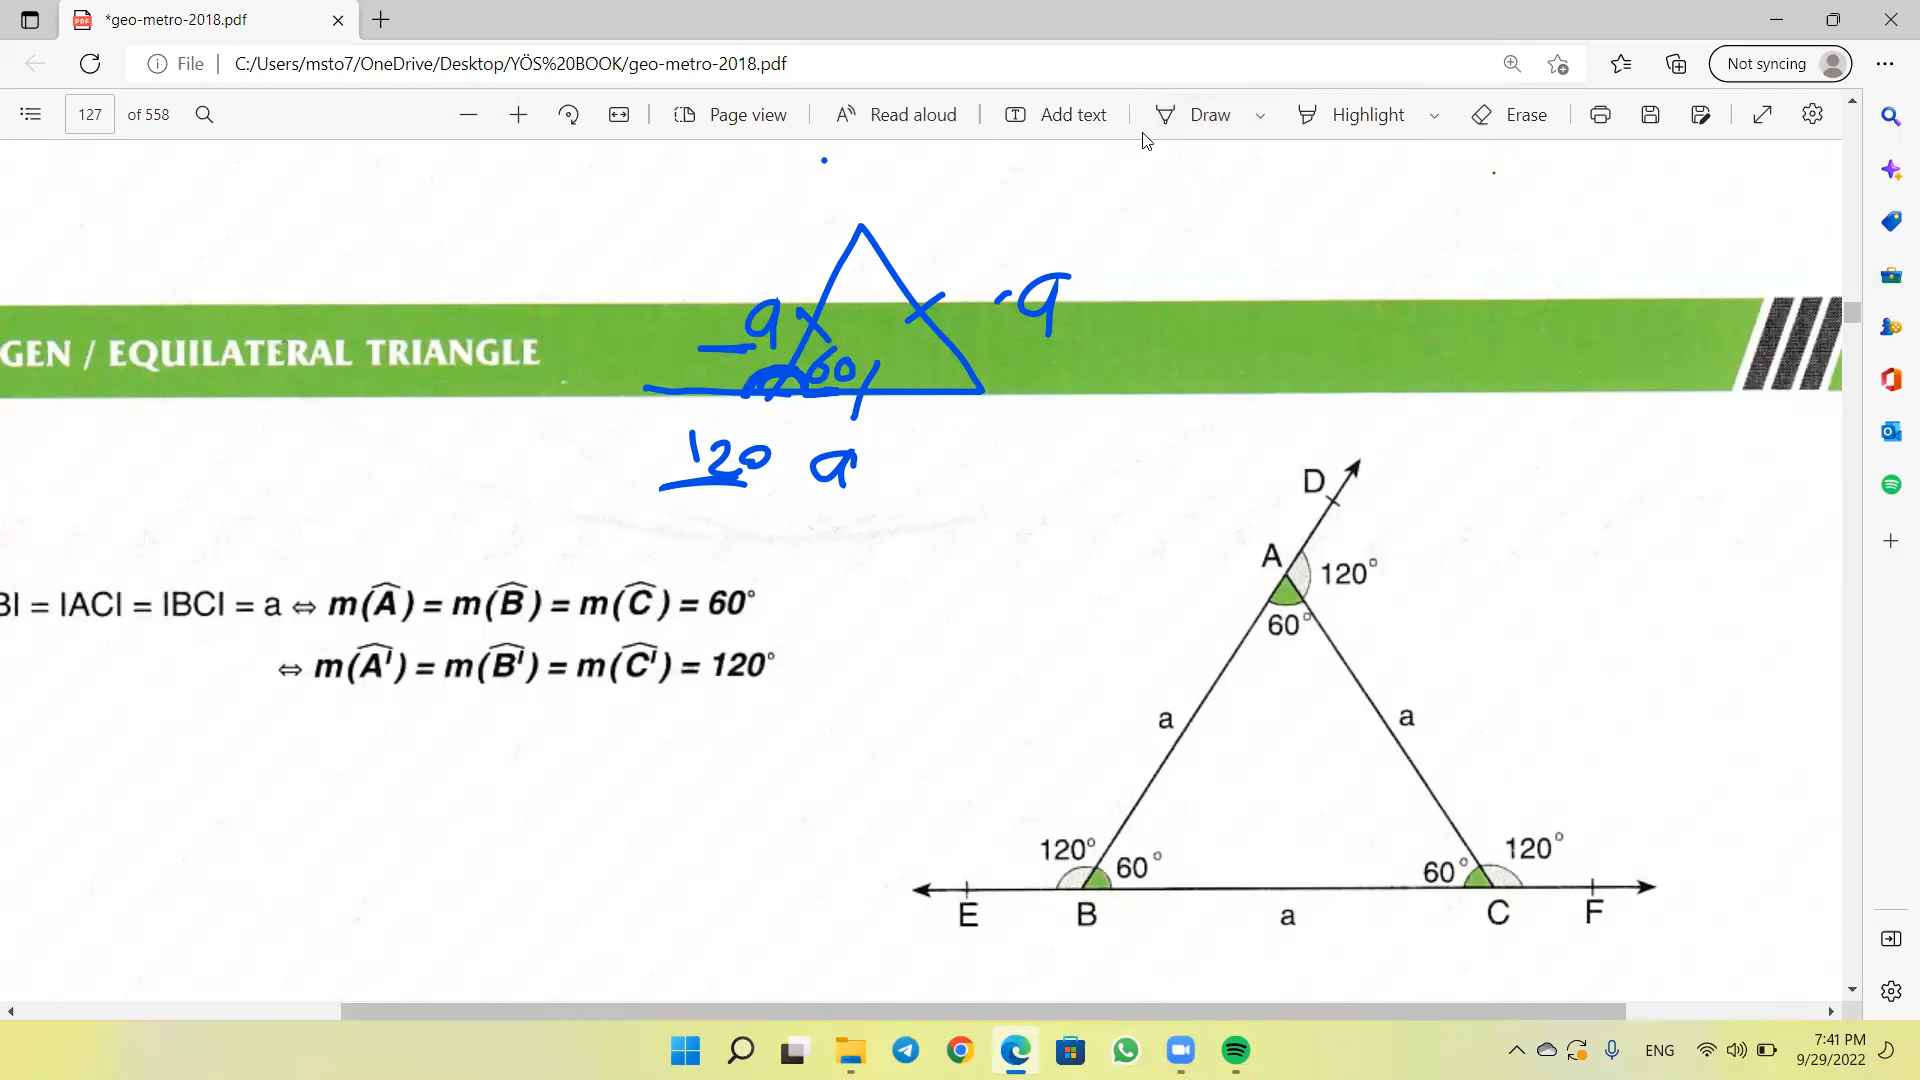 *geo-metro-2018.pdf
File | C:/Users/msto7/OneDrive/Desktop/YÖS%20BOOK/geo-metro-2018.pdf
Not syncing
127 of 558
Page view
Read aloud
Add text
Draw
Highlight
Erase
a
a
60
GEN / EQUILATERAL TRIANGLE
120 a
BI = IACI = IBCI = a ⇔ m(Â) = m(B̂) = m(Ĉ) = 60°
⇔ m(Â') = m(B̂') = m(Ĉ') = 120°
D
A
120°
60°
a
a
120°
60°
60°
120°
E
B
a
C
F
ENG
7:41 PM
9/29/2022